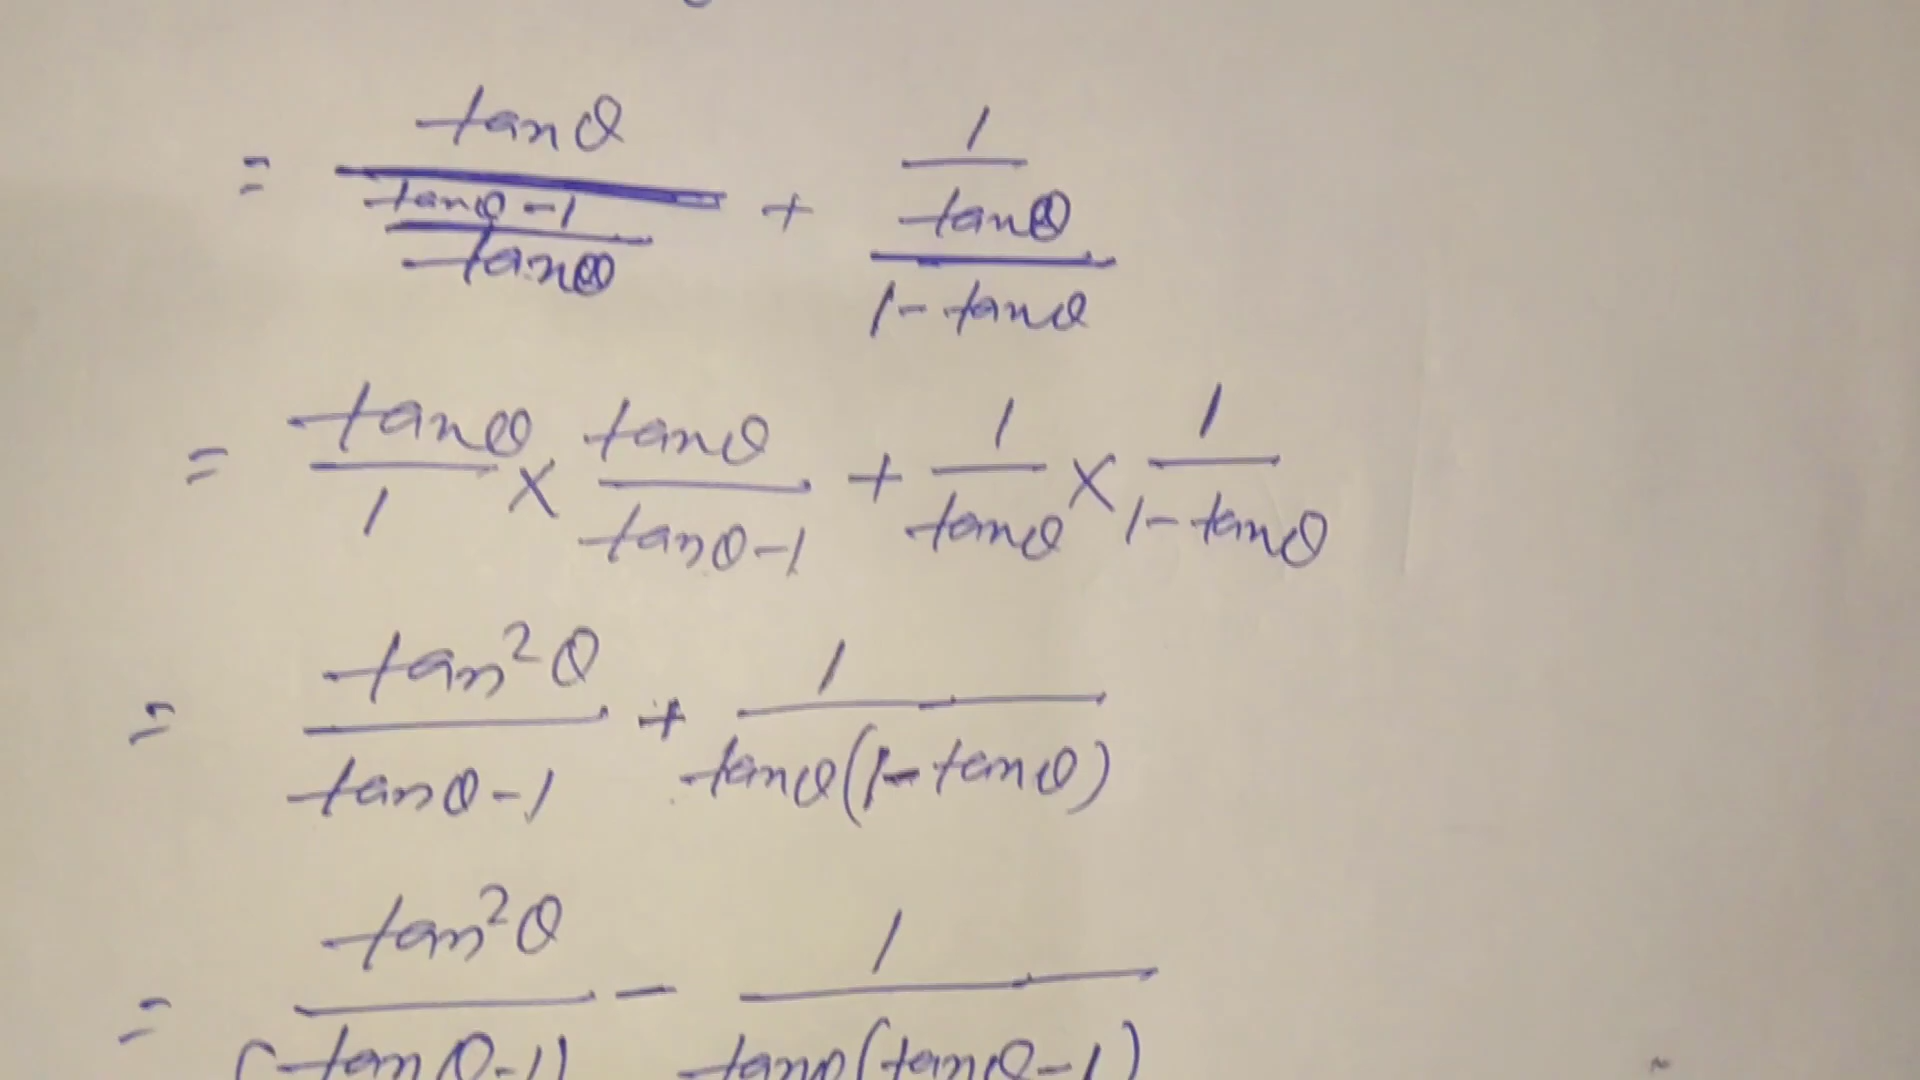 = tanθ / ((tanθ-1)/tanθ) + (1/tanθ) / (1-tanθ)
= tanθ/1 × tanθ/(tanθ-1) + 1/tanθ × 1/(1-tanθ)
= tan²θ/(tanθ-1) + 1/(tanθ(1-tanθ))
= tan²θ/(tanθ-1) - 1/(tanθ(tanθ-1))